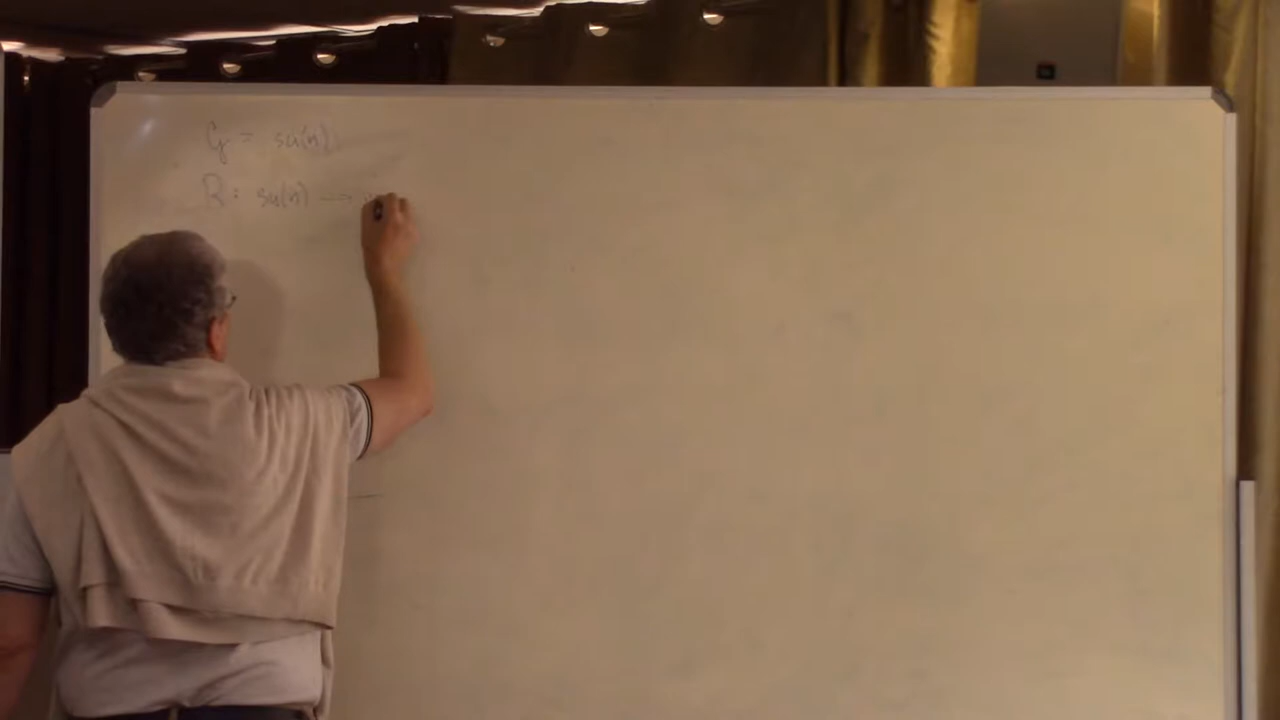 G = su(n)
R: su(n) →